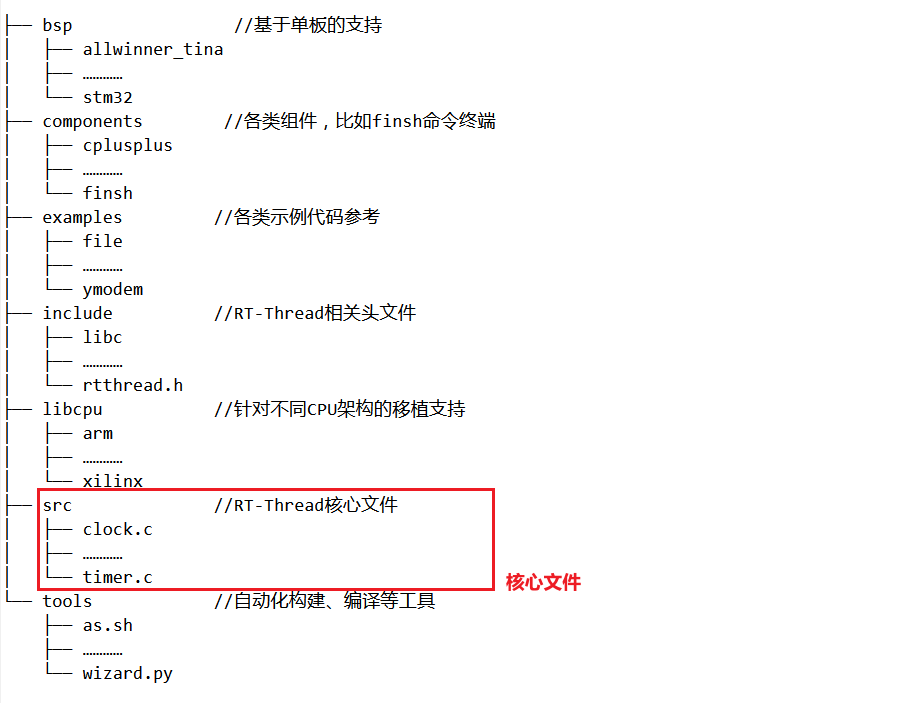 ├── bsp //基于单板的支持
│ ├── allwinner_tina
│ ├── …………
│ └── stm32
├── components //各类组件，比如finsh命令终端
│ ├── cplusplus
│ ├── …………
│ └── finsh
├── examples //各类示例代码参考
│ ├── file
│ ├── …………
│ └── ymodem
├── include //RT-Thread相关头文件
│ ├── libc
│ ├── …………
│ └── rtthread.h
├── libcpu //针对不同CPU架构的移植支持
│ ├── arm
│ ├── …………
│ └── xilinx
├── src //RT-Thread核心文件
│ ├── clock.c
│ ├── …………
│ └── timer.c
核心文件
└── tools //自动化构建、编译等工具
├── as.sh
├── …………
└── wizard.py